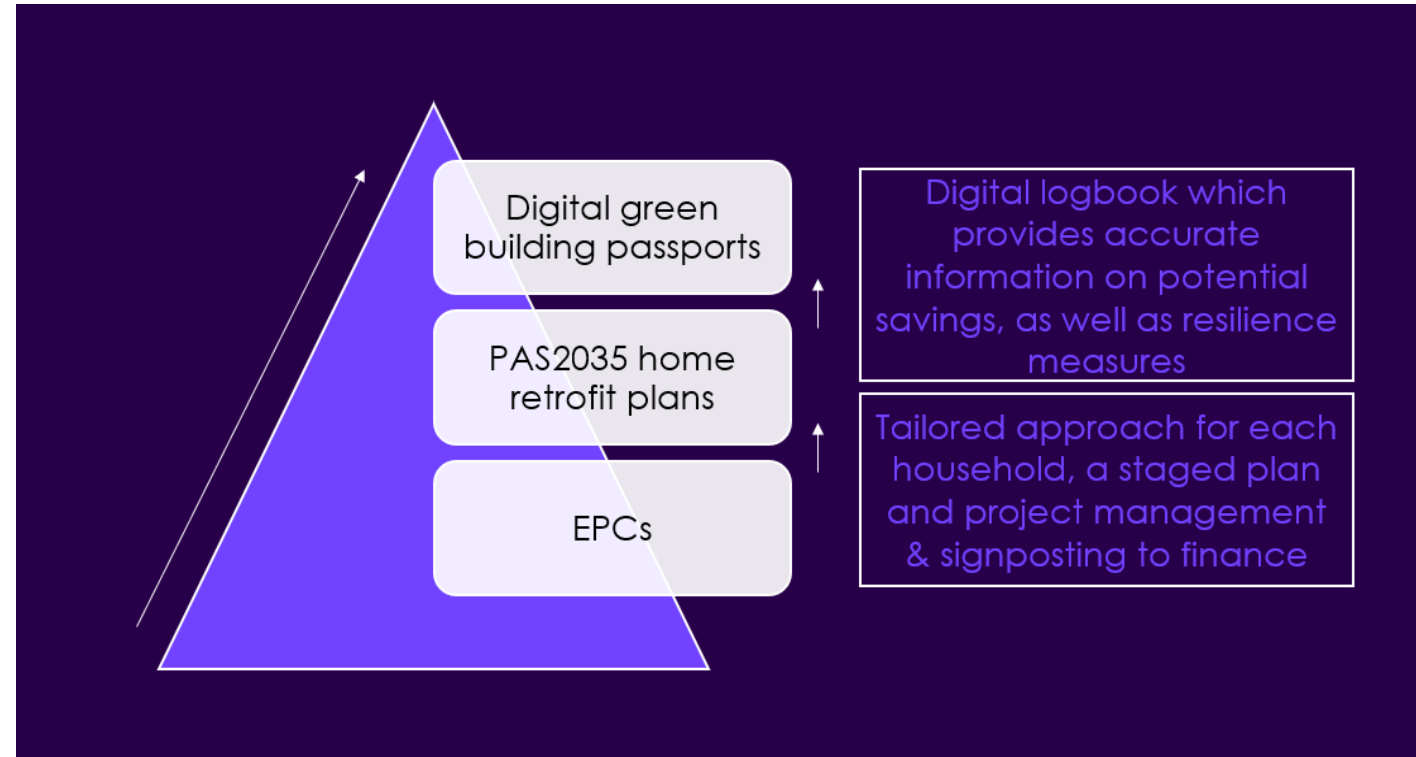 Digital green
building passports
PAS2035 home
retrofit plans
EPCs
Digital logbook which
provides accurate
information on potential
savings, as well as resilience
measures
Tailored approach for each
household, a staged plan
and project management
& signposting to finance